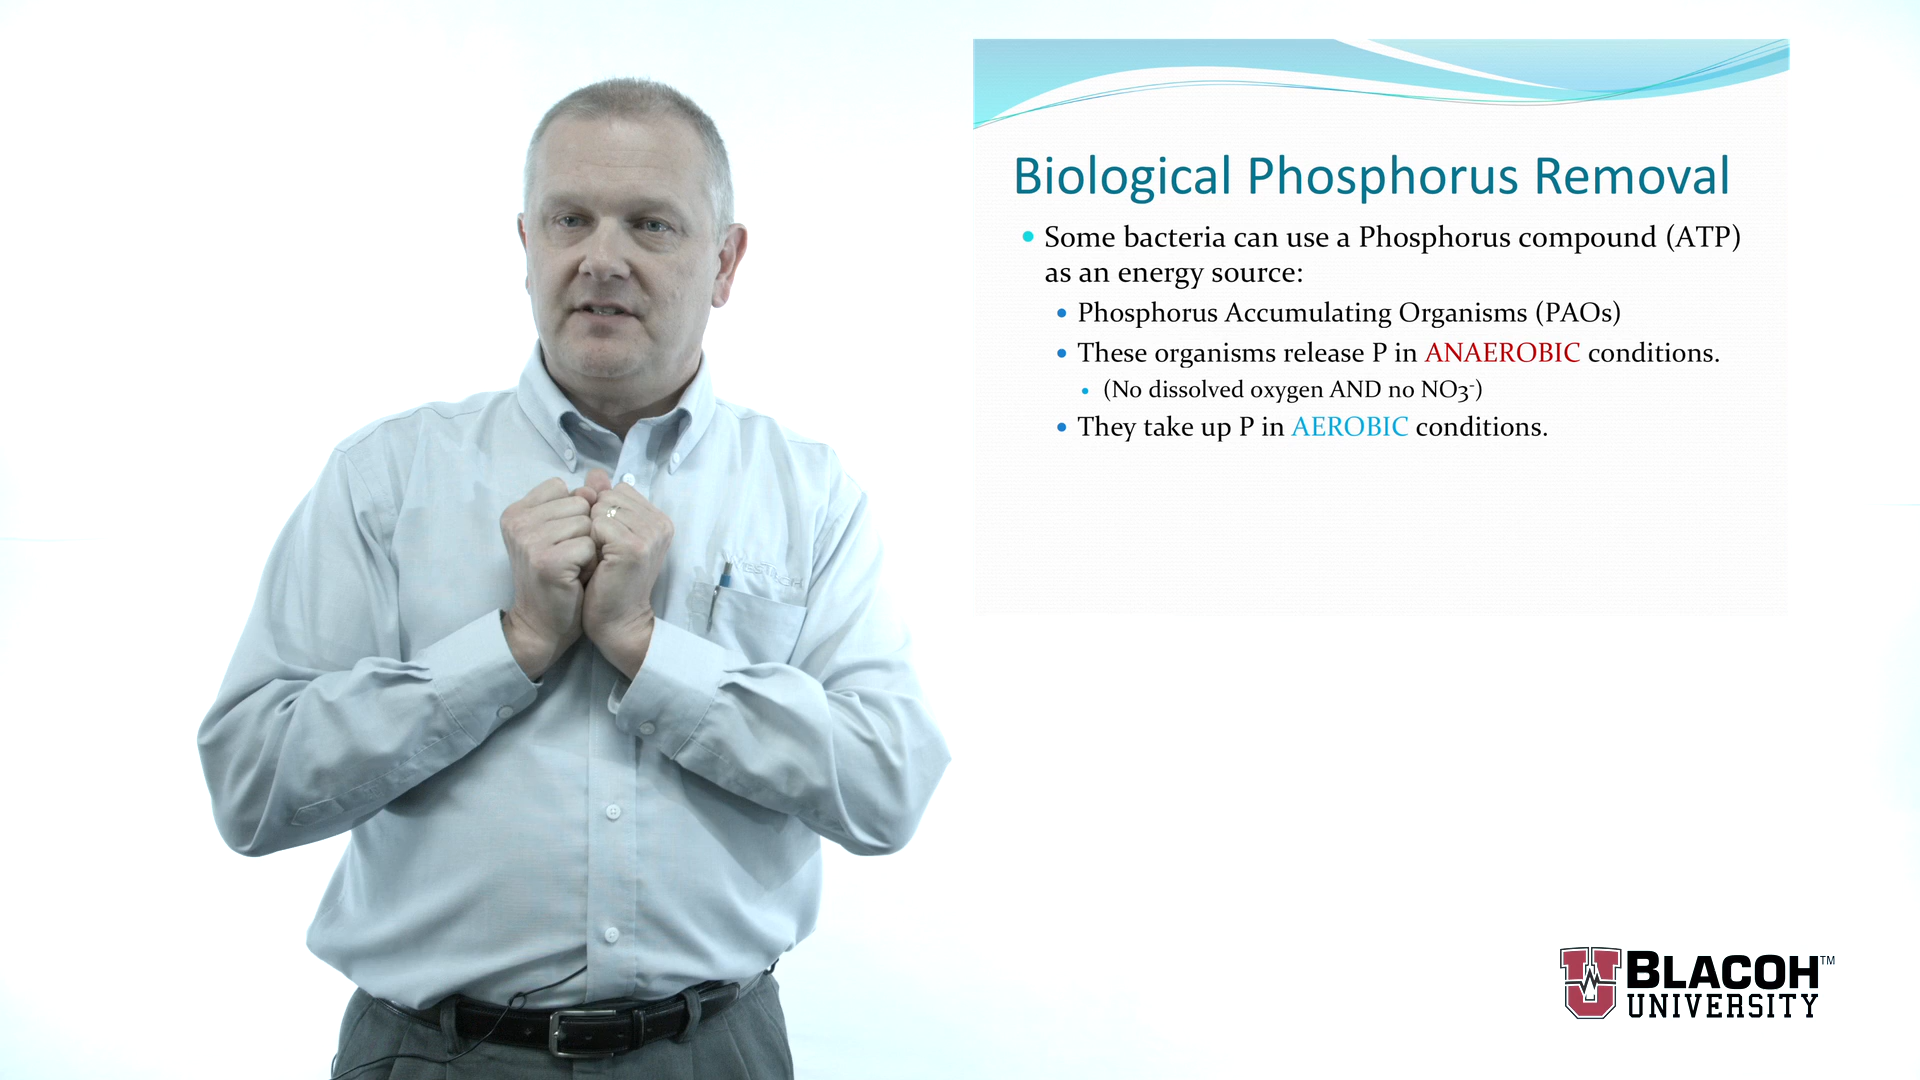 Biological Phosphorus Removal
• Some bacteria can use a Phosphorus compound (ATP)
as an energy source:
• Phosphorus Accumulating Organisms (PAOs)
• These organisms release P in ANAEROBIC conditions.
• (No dissolved oxygen AND no NO3⁻)
• They take up P in AEROBIC conditions.
WESTECH
U BLACOH™
UNIVERSITY